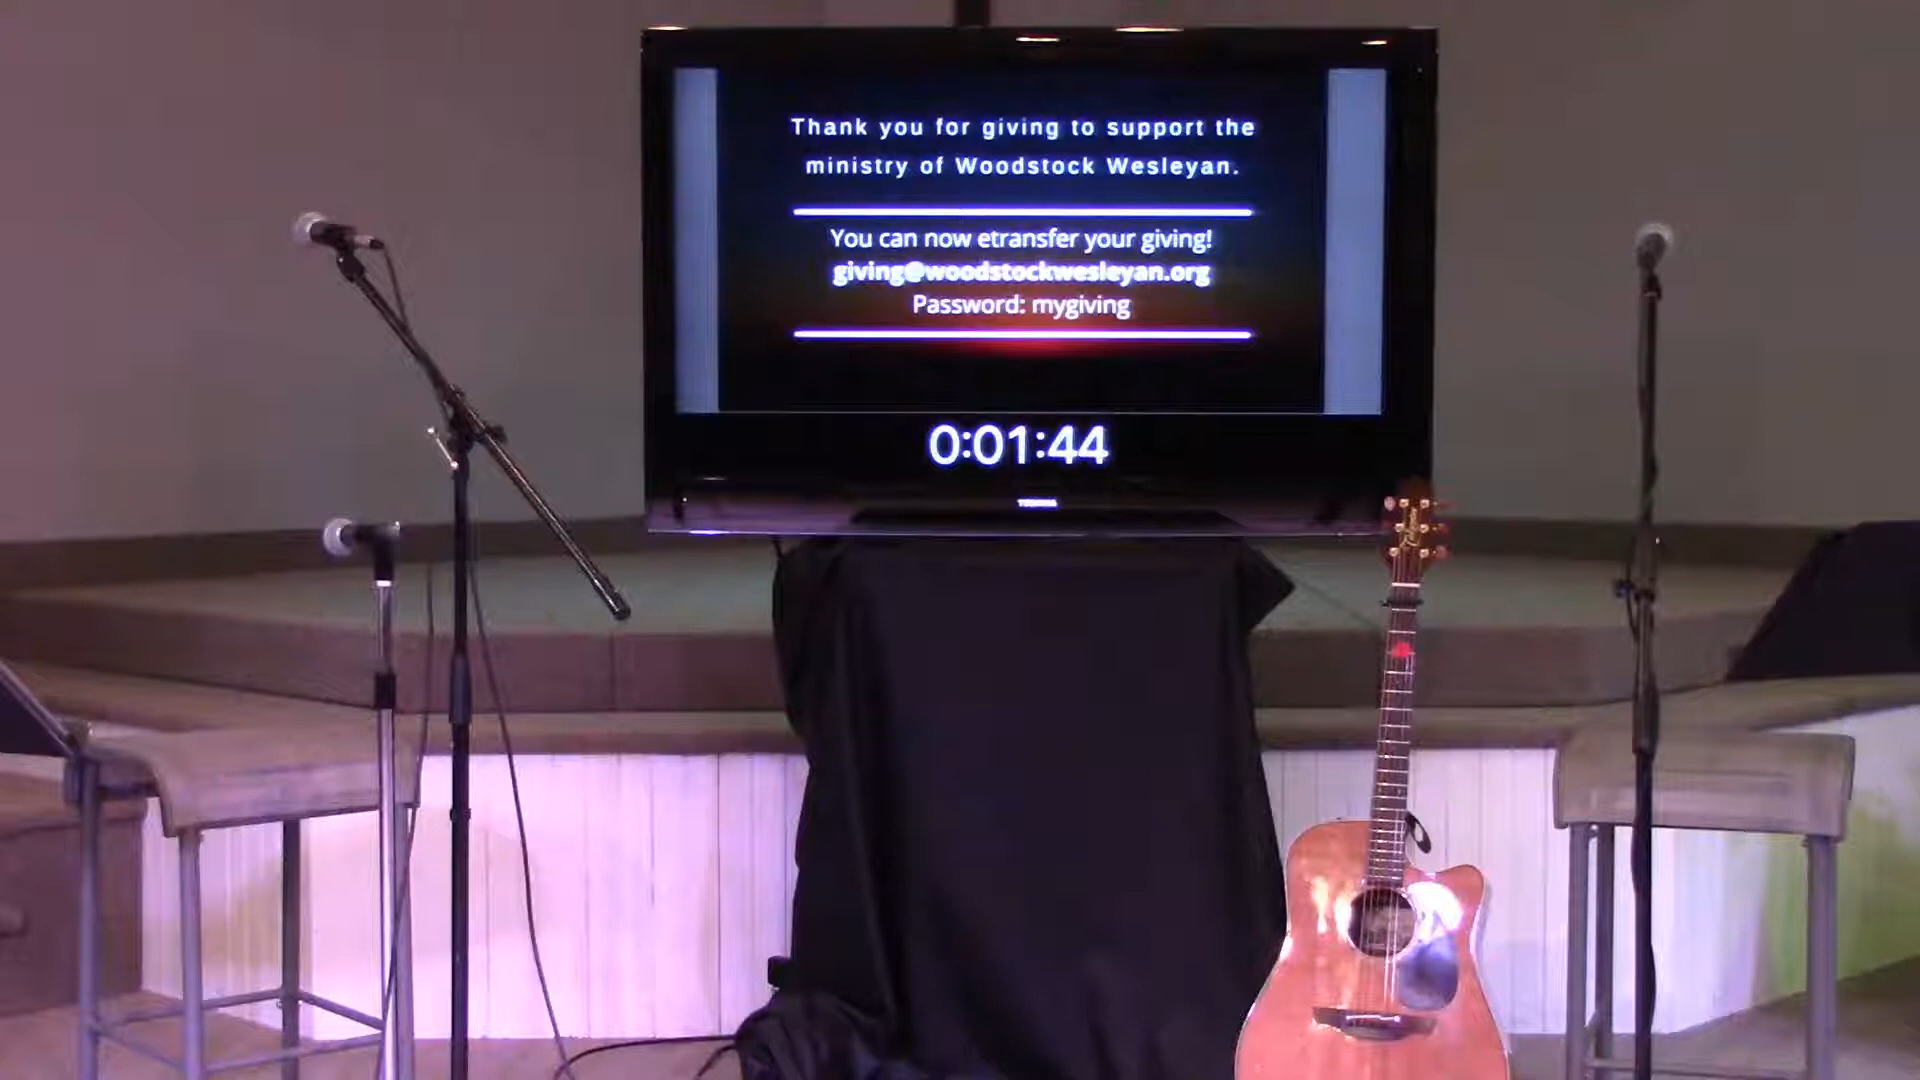 Thank you for giving to support the
ministry of Woodstock Wesleyan.
You can now etransfer your giving!
giving@woodstockwesleyan.org
Password: mygiving
0:01:44
TOSHIBA